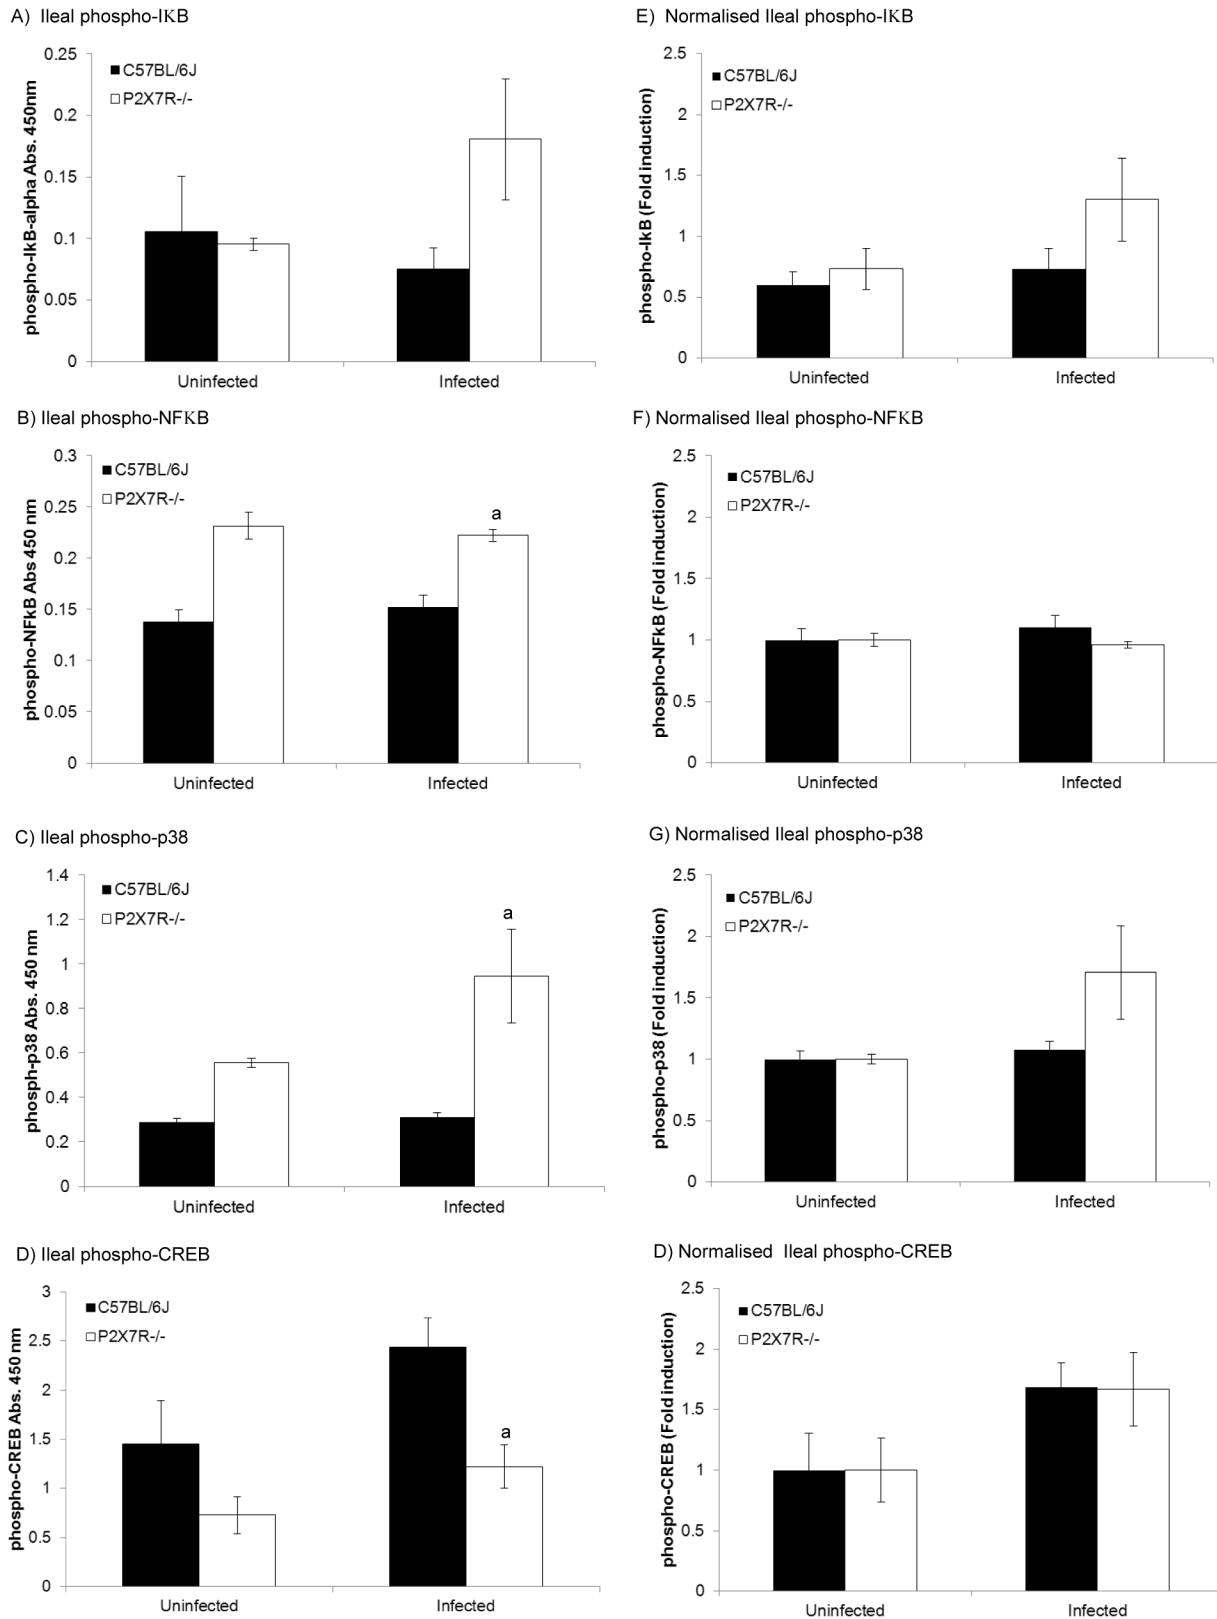 A) Ileal phospho-IKB
phospho-IkB-alpha Abs. 450nm
0.25
0.2
0.15
0.1
0.05
0
C57BL/6J
P2X7R-/-
Uninfected
Infected
E) Normalised Ileal phospho-IKB
phospho-IkB (Fold induction)
2.5
2
1.5
1
0.5
0
C57BL/6J
P2X7R-/-
Uninfected
Infected
B) Ileal phospho-NFKB
phospho-NFkB Abs 450 nm
0.3
0.25
0.2
0.15
0.1
0.05
0
C57BL/6J
P2X7R-/-
a
Uninfected
Infected
F) Normalised Ileal phospho-NFKB
phospho-NFkB (Fold induction)
2.5
2
1.5
1
0.5
0
C57BL/6J
P2X7R-/-
Uninfected
Infected
C) Ileal phospho-p38
phosph-p38 Abs. 450 nm
1.4
1.2
1
0.8
0.6
0.4
0.2
0
C57BL/6J
P2X7R-/-
a
Uninfected
Infected
G) Normalised Ileal phospho-p38
phospho-p38 (Fold induction)
2.5
2
1.5
1
0.5
0
C57BL/6J
P2X7R-/-
Uninfected
Infected
D) Ileal phospho-CREB
phospho-CREB Abs. 450 nm
3
2.5
2
1.5
1
0.5
0
C57BL/6J
P2X7R-/-
a
Uninfected
Infected
D) Normalised Ileal phospho-CREB
phospho-CREB (Fold induction)
2.5
2
1.5
1
0.5
0
C57BL/6J
P2X7R-/-
Uninfected
Infected